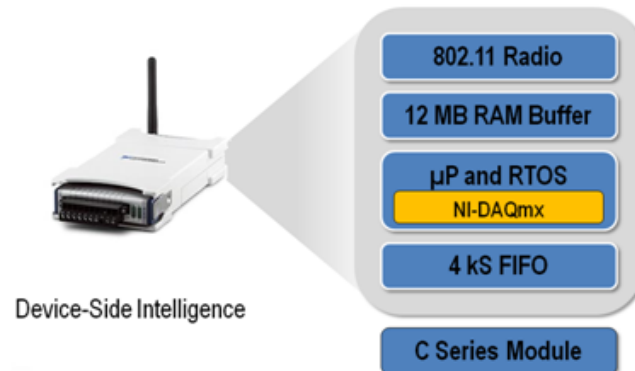 802.11 Radio
12 MB RAM Buffer
µP and RTOS
NI-DAQmx
4 kS FIFO
Device-Side Intelligence
C Series Module